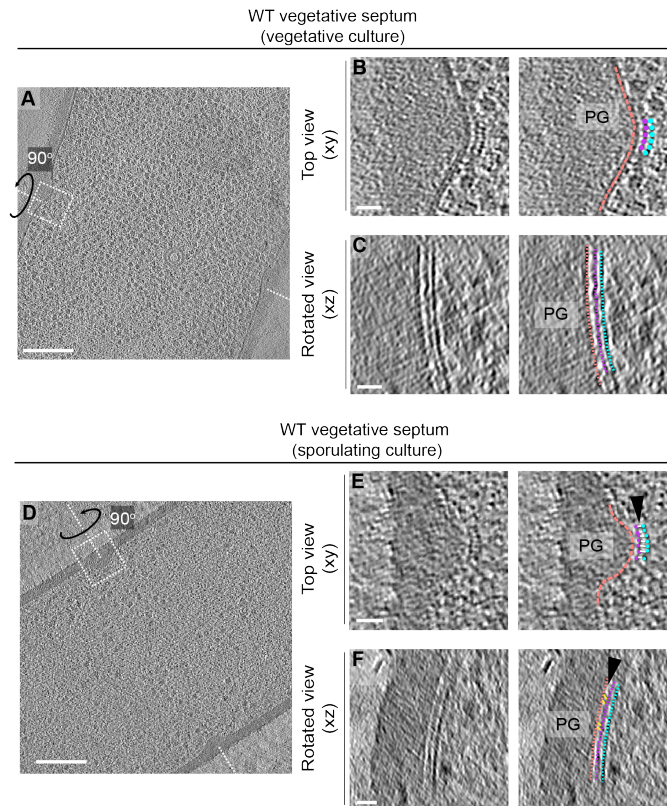 WT vegetative septum
(vegetative culture)
A
90°
Top view
(xy)
B
PG
Rotated view
(xz)
C
PG
WT vegetative septum
(sporulating culture)
D
90°
Top view
(xy)
E
PG
Rotated view
(xz)
F
PG